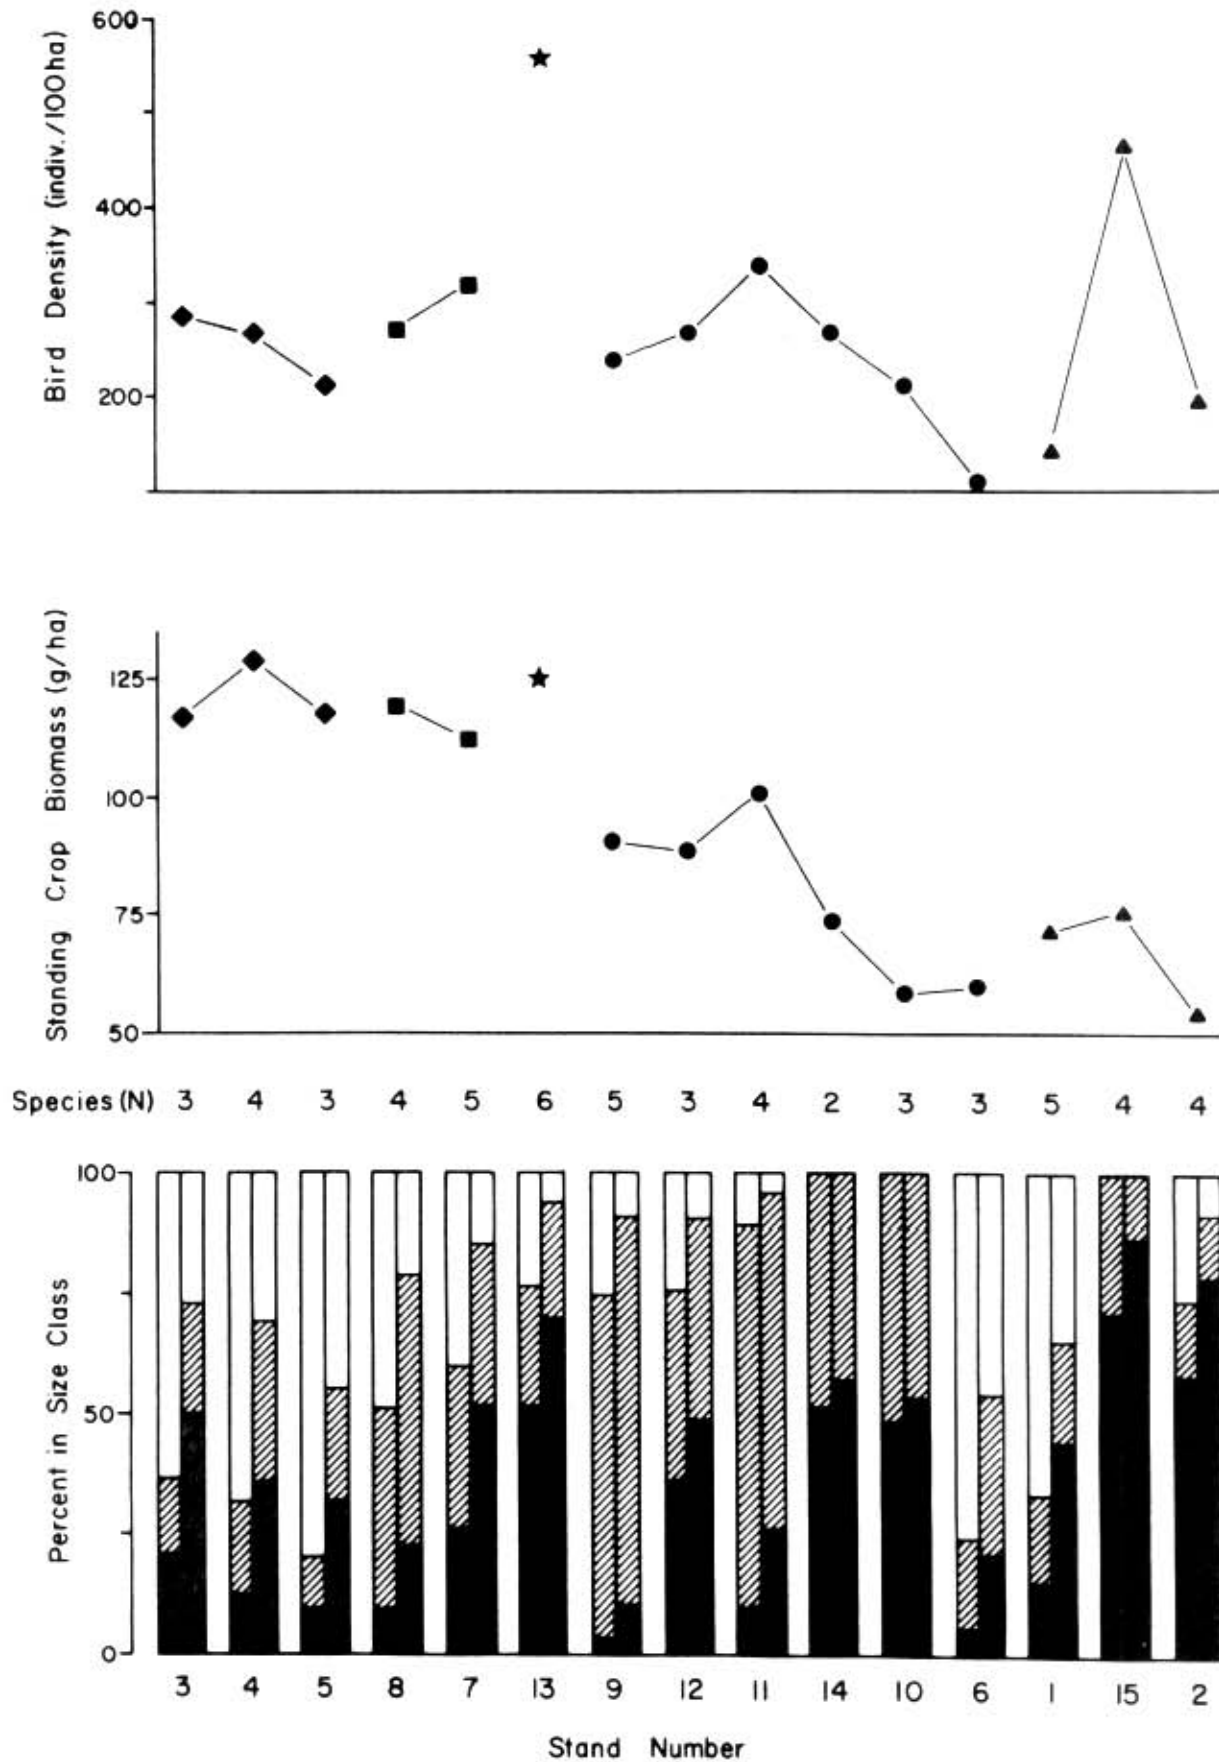 Bird Density (indiv./100ha)
600
400
200
Standing Crop Biomass (g/ha)
125
100
75
50
Species (N) 3 4 3 4 5 6 5 3 4 2 3 3 5 4 4
Percent in Size Class
100
50
0
3 4 5 8 7 13 9 12 11 14 10 6 1 15 2
Stand Number